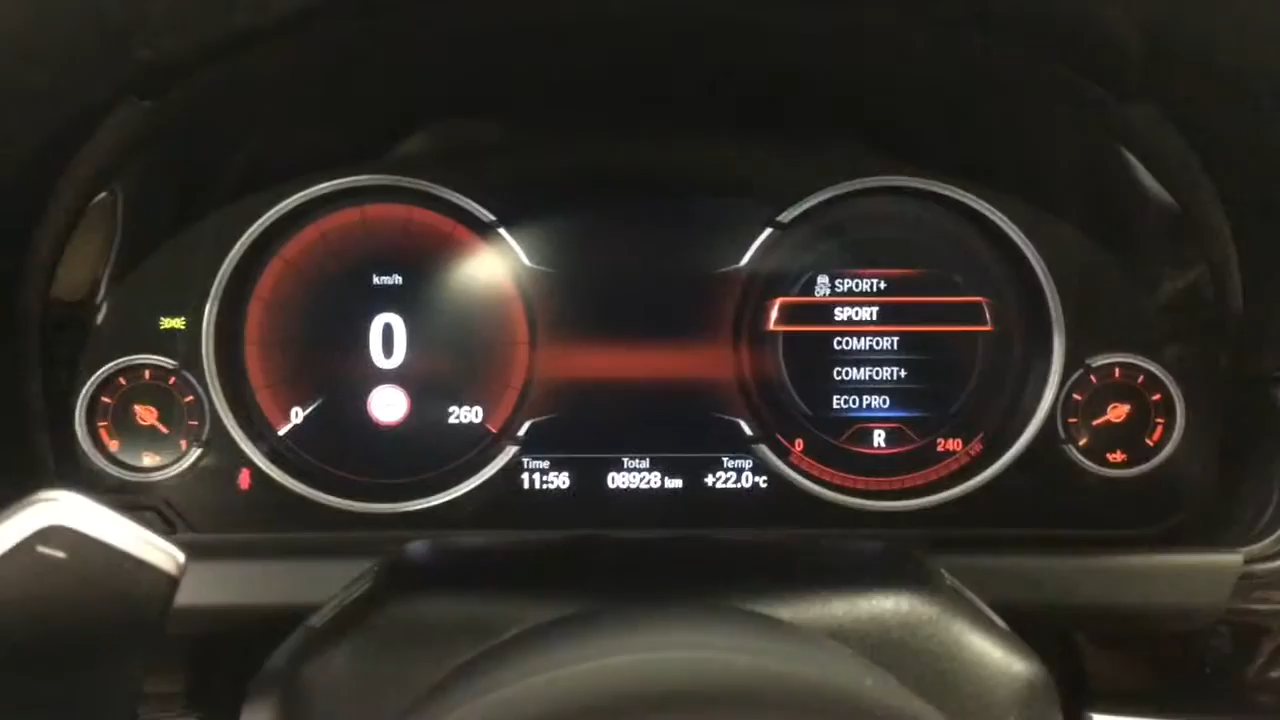 km/h
0
0
260
Time
11:56
Total
08928 km
Temp
+22.0°C
OFF SPORT+
SPORT
COMFORT
COMFORT+
ECO PRO
R
0
240